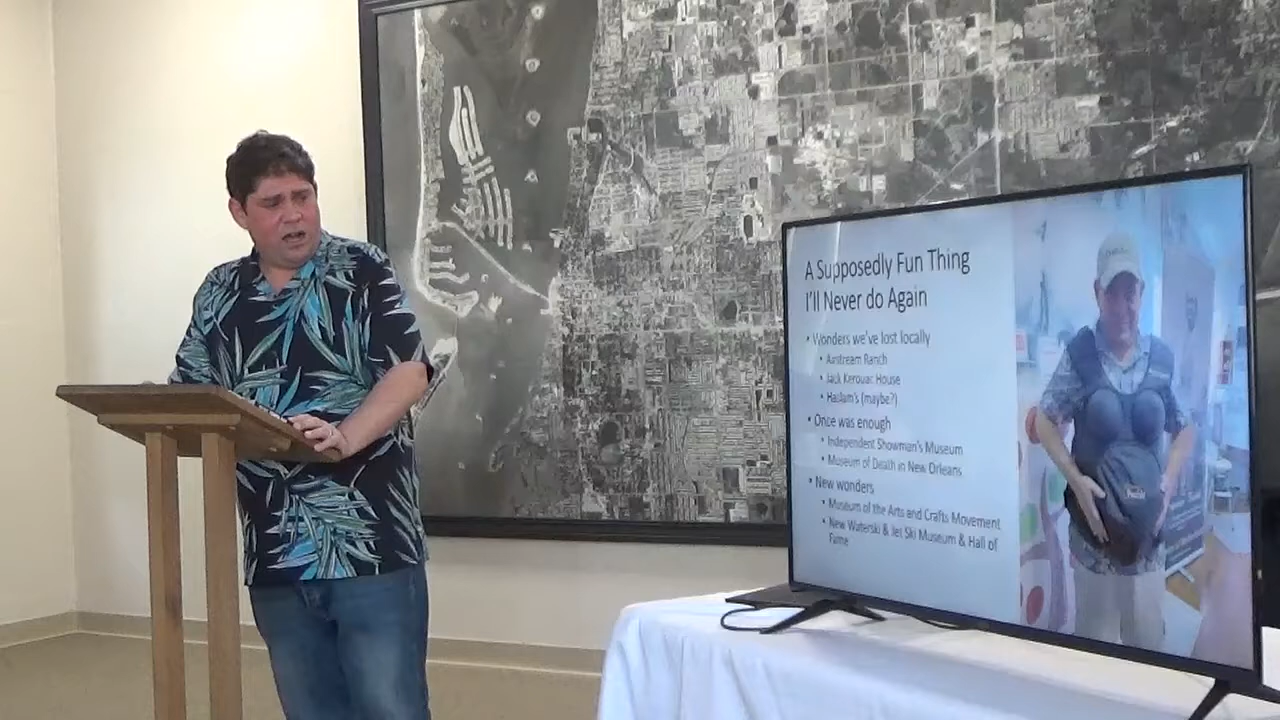 A Supposedly Fun Thing
I'll Never do Again
• Wonders we've lost locally
• Airstream Ranch
• Jack Kerouac House
• Haslam's (maybe?)
• Once was enough
• Independent Showman's Museum
• Museum of Death in New Orleans
• New wonders
• Museum of the Arts and Crafts Movement
• New Waterski & Jet Ski Museum & Hall of
Fame